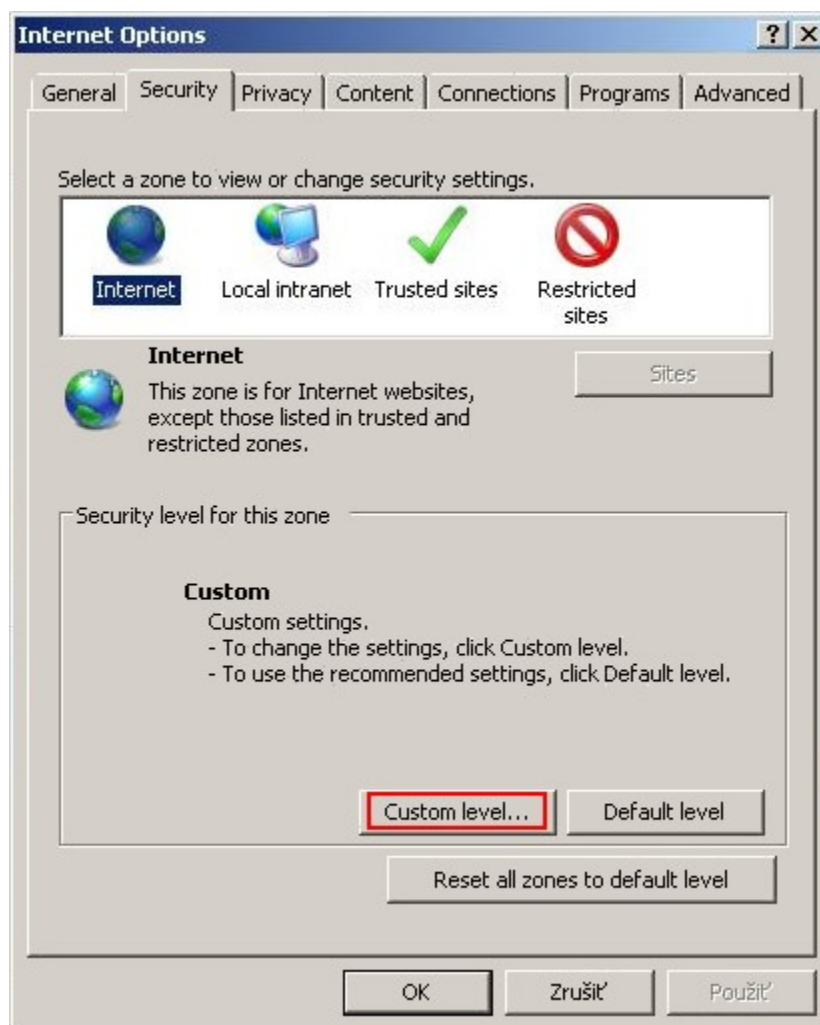 Internet Options
General Security Privacy Content Connections Programs Advanced
Select a zone to view or change security settings.
Internet Local intranet Trusted sites Restricted
sites
Internet
Sites
This zone is for Internet websites,
except those listed in trusted and
restricted zones.
Security level for this zone
Custom
Custom settings.
- To change the settings, click Custom level.
- To use the recommended settings, click Default level.
Custom level... Default level
Reset all zones to default level
OK Zrušiť Použiť